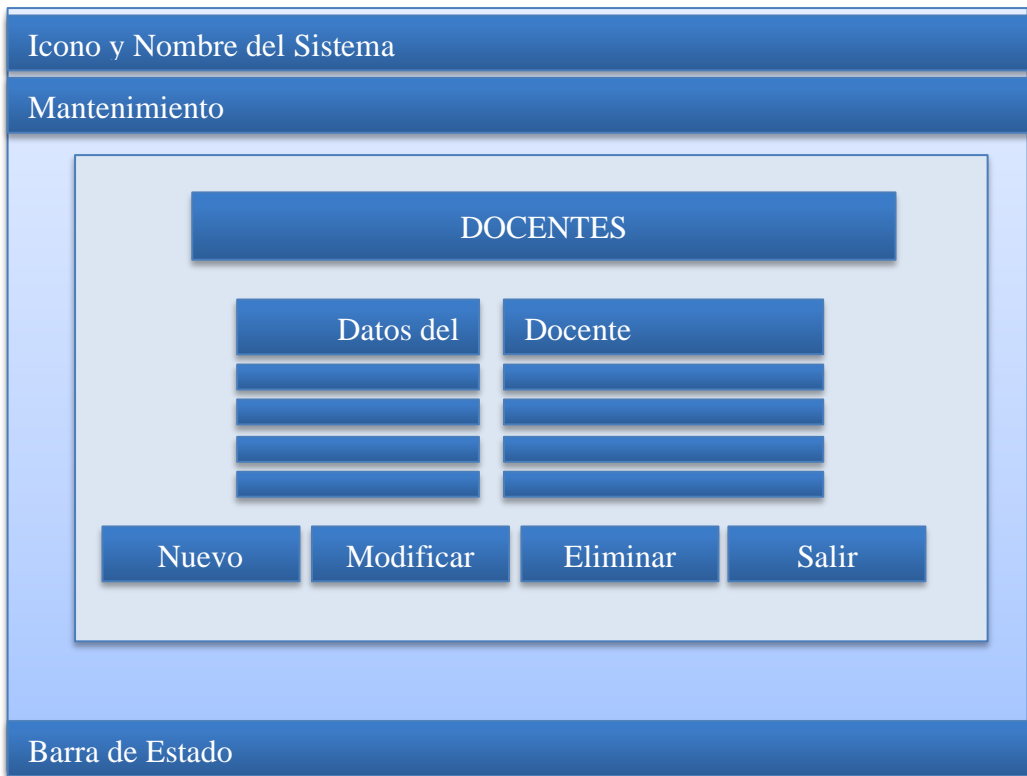 Icono y Nombre del Sistema
Mantenimiento
DOCENTES
Datos del Docente
Nuevo Modificar Eliminar Salir
Barra de Estado